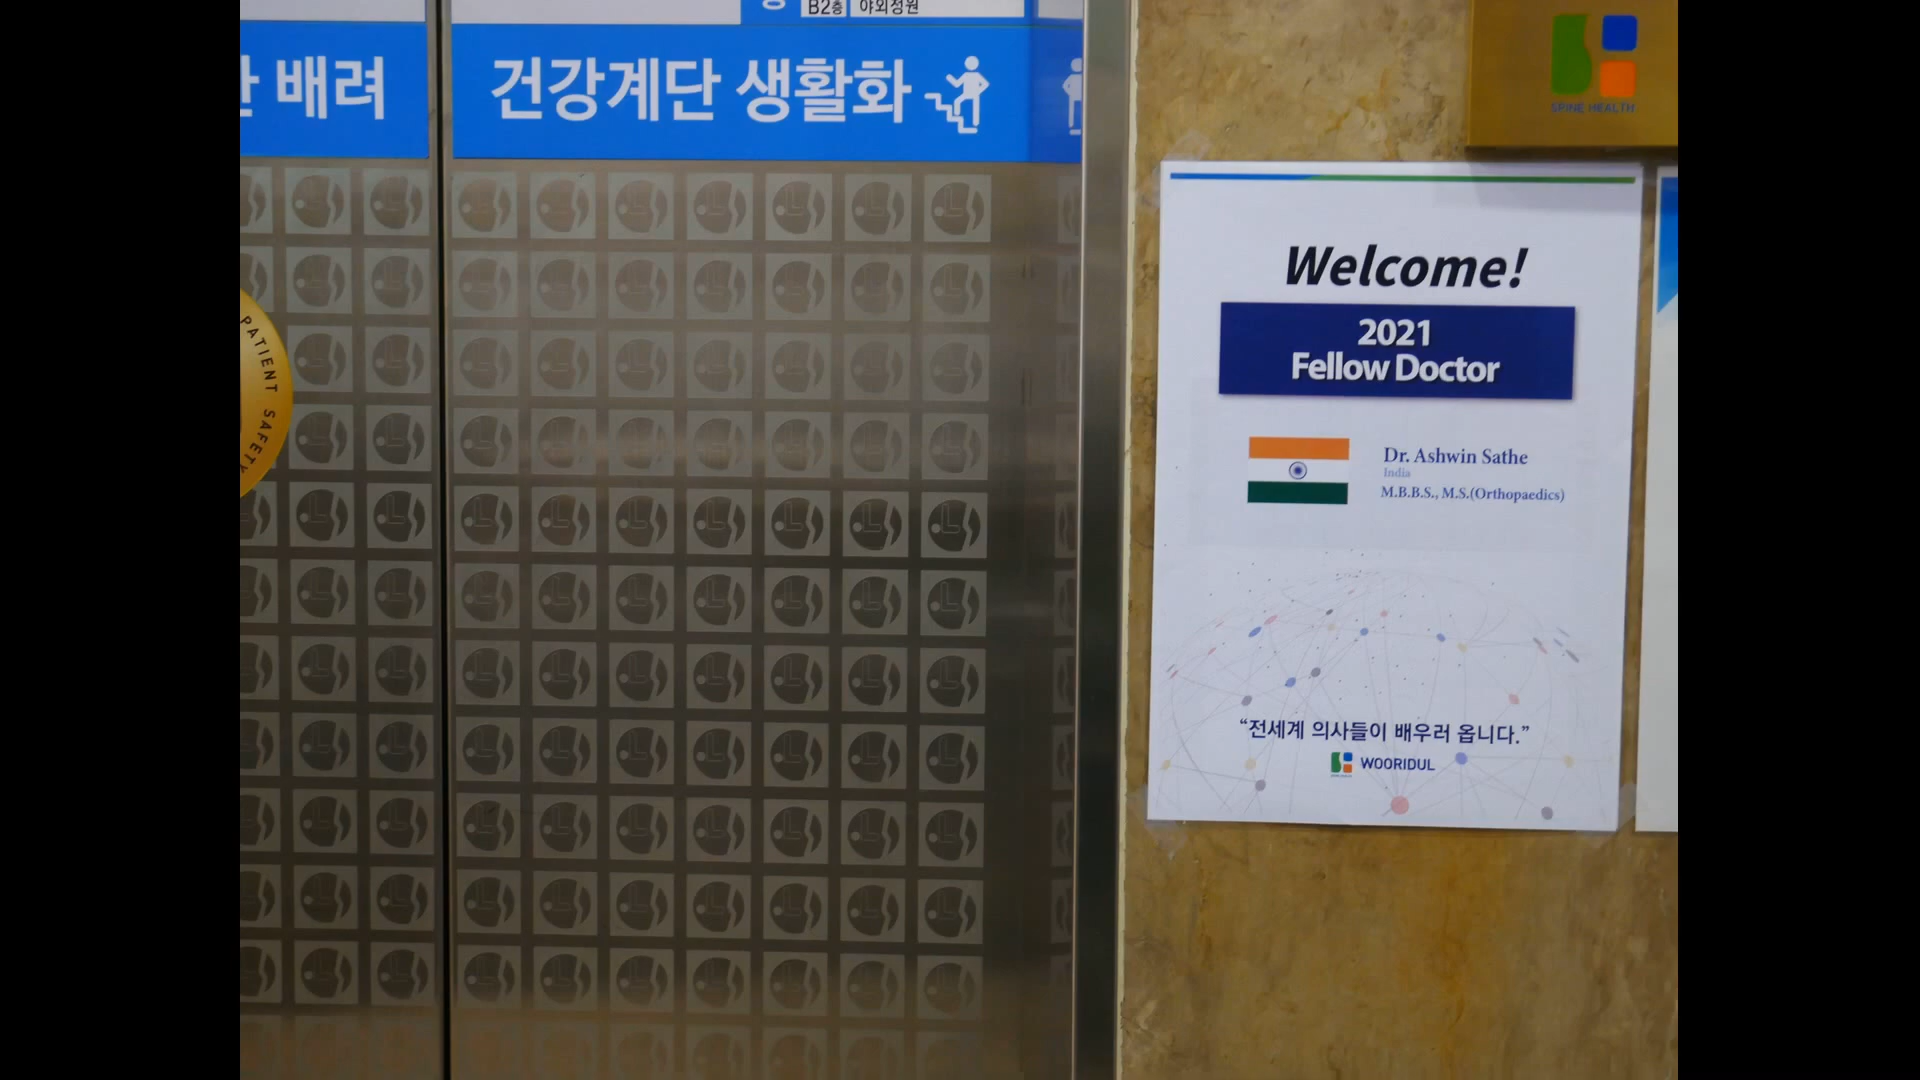 B2층 야외정원
배려
건강계단 생활화
PATIENT SAFETY
SPINE HEALTH
Welcome!
2021
Fellow Doctor
Dr. Ashwin Sathe
India
M.B.B.S., M.S.(Orthopaedics)
“전세계 의사들이 배우러 옵니다.”
WOORIDUL